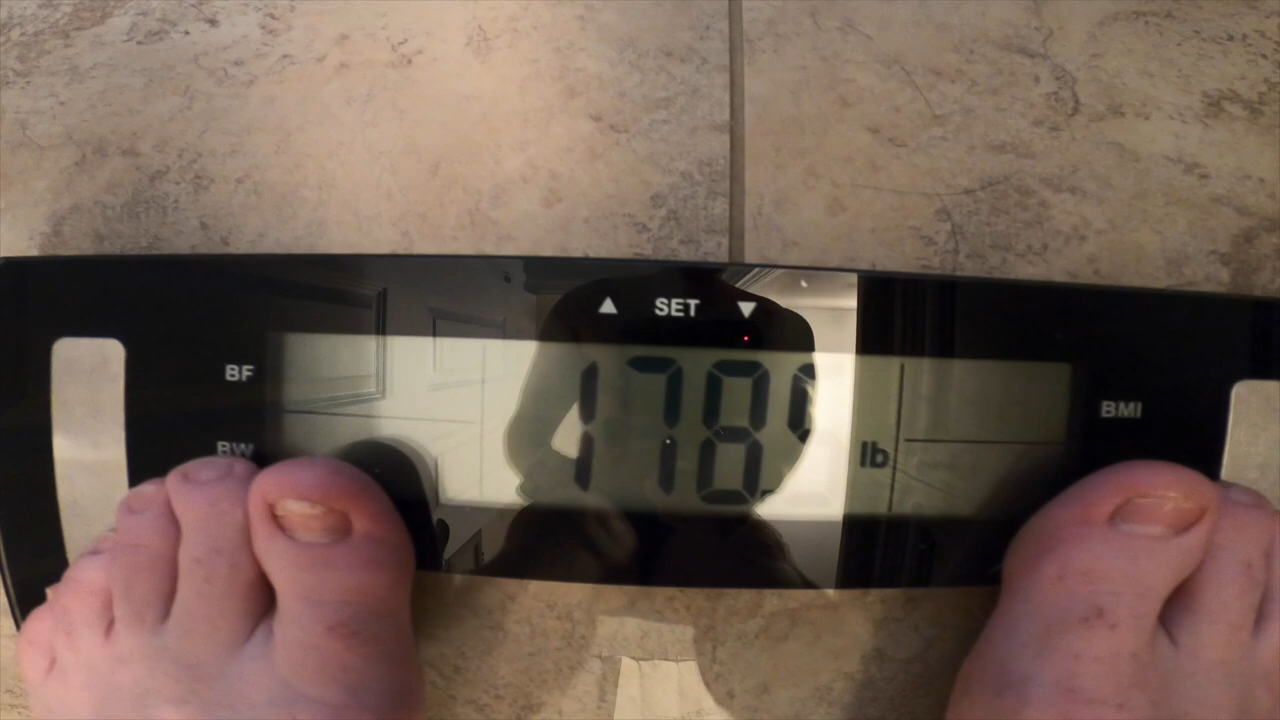 ▲ SET ▼
BF
178.
lb
BMI
BW